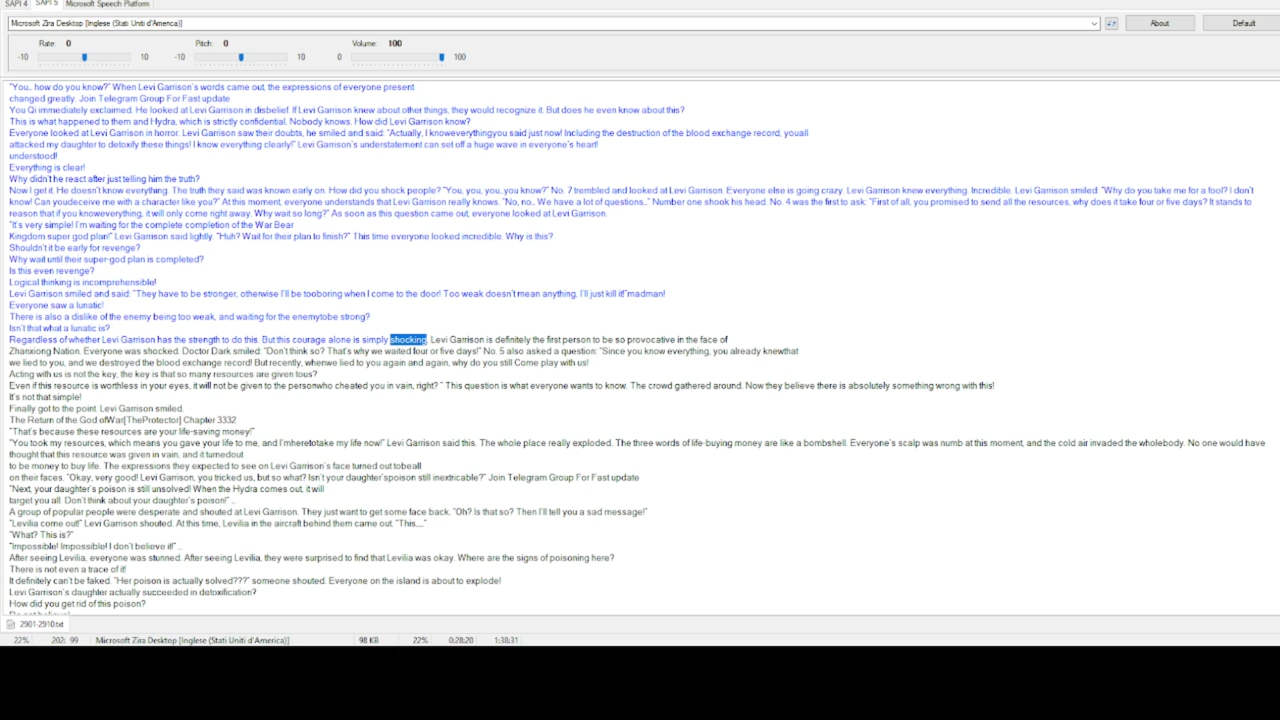 SAPI 4 SAPI 5 Microsoft Speech Platform
Microsoft Zira Desktop [Inglese (Stati Uniti d'America)] About Default
Rate: 0 Pitch: 0 Volume: 100
-10 10 -10 10 0 100
"You.. how do you know?" When Levi Garrison's words came out, the expressions of everyone present
changed greatly. Join Telegram Group For Fast update
You Qi immediately exclaimed. He looked at Levi Garrison in disbelief. If Levi Garrison knew about other things, they would recognize it. But does he even know about this?
This is what happened to them and Hydra, which is strictly confidential. Nobody knows. How did Levi Garrison know?
Everyone looked at Levi Garrison in horror. Levi Garrison saw their doubts, he smiled and said: "Actually, I knoweverythingyou said just now! Including the destruction of the blood exchange record, youall
attacked my daughter to detoxify these things! I know everything clearly!" Levi Garrison's understatement can set off a huge wave in everyone's heart!
understood!
Everything is clear!
Why didn't he react after just telling him the truth?
Now I get it. He doesn't know everything. The truth they said was known early on. How did you shock people? "You, you, you, you know?" No. 7 trembled and looked at Levi Garrison. Everyone else is going crazy. Levi Garrison knew everything. Incredible. Levi Garrison smiled: "Why do you take me for a fool? I don't
know! Can youdeceive me with a character like you?" At this moment, everyone understands that Levi Garrison really knows. "No, no.. We have a lot of questions.." Number one shook his head. No. 4 was the first to ask: "First of all, you promised to send all the resources, why does it take four or five days? It stands to
reason that if you knoweverything, it will only come right away. Why wait so long?" As soon as this question came out, everyone looked at Levi Garrison.
"It's very simple! I'm waiting for the complete completion of the War Bear
Kingdom super god plan!" Levi Garrison said lightly. "Huh? Wait for their plan to finish?" This time everyone looked incredible. Why is this?
Shouldn't it be early for revenge?
Why wait until their super-god plan is completed?
Is this even revenge?
Logical thinking is incomprehensible!
Levi Garrison smiled and said: "They have to be stronger, otherwise I'll be tooboring when I come to the door! Too weak doesn't mean anything, I'll just kill it!"madman!
Everyone saw a lunatic!
There is also a dislike of the enemy being too weak, and waiting for the enemytobe strong?
Isn't that what a lunatic is?
Regardless of whether Levi Garrison has the strength to do this. But this courage alone is simply shocking. Levi Garrison is definitely the first person to be so provocative in the face of
Zhanxiong Nation. Everyone was shocked. Doctor Dark smiled: "Don't think so? That's why we waited four or five days!" No. 5 also asked a question: "Since you know everything, you already knewthat
we lied to you, and we destroyed the blood exchange record! But recently, whenwe lied to you again and again, why do you still Come play with us!
Acting with us is not the key, the key is that so many resources are given tous?
Even if this resource is worthless in your eyes, it will not be given to the personwho cheated you in vain, right? " This question is what everyone wants to know. The crowd gathered around. Now they believe there is absolutely something wrong with this!
It's not that simple!
Finally got to the point. Levi Garrison smiled.
The Return of the God ofWar[TheProtector] Chapter 3332
"That's because these resources are your life-saving money!"
"You took my resources, which means you gave your life to me, and I'mheretotake my life now!" Levi Garrison said this. The whole place really exploded. The three words of life-buying money are like a bombshell. Everyone's scalp was numb at this moment, and the cold air invaded the wholebody. No one would have
thought that this resource was given in vain, and it turnedout
to be money to buy life. The expressions they expected to see on Levi Garrison's face turned out tobeall
on their faces. "Okay, very good! Levi Garrison, you tricked us, but so what? Isn't your daughter'spoison still inextricable?" Join Telegram Group For Fast update
"Next, your daughter's poison is still unsolved! When the Hydra comes out, it will
target you all. Don't think about your daughter's poison!" ..
A group of popular people were desperate and shouted at Levi Garrison. They just want to get some face back. "Oh? Is that so? Then I'll tell you a sad message!"
"Levilia come out!" Levi Garrison shouted. At this time, Levilia in the aircraft behind them came out. "This...."
"What? This is?"
"Impossible! Impossible! I don't believe it!" ..
After seeing Levilia, everyone was stunned. After seeing Levilia, they were surprised to find that Levilia was okay. Where are the signs of poisoning here?
There is not even a trace of it!
It definitely can't be faked. "Her poison is actually solved???" someone shouted. Everyone on the island is about to explode!
Levi Garrison's daughter actually succeeded in detoxification?
How did you get rid of this poison?
2901-2910.txt
22% 202: 99 Microsoft Zira Desktop [Inglese (Stati Uniti d'America)] 98 KB 22% 0:28:20 1:38:31